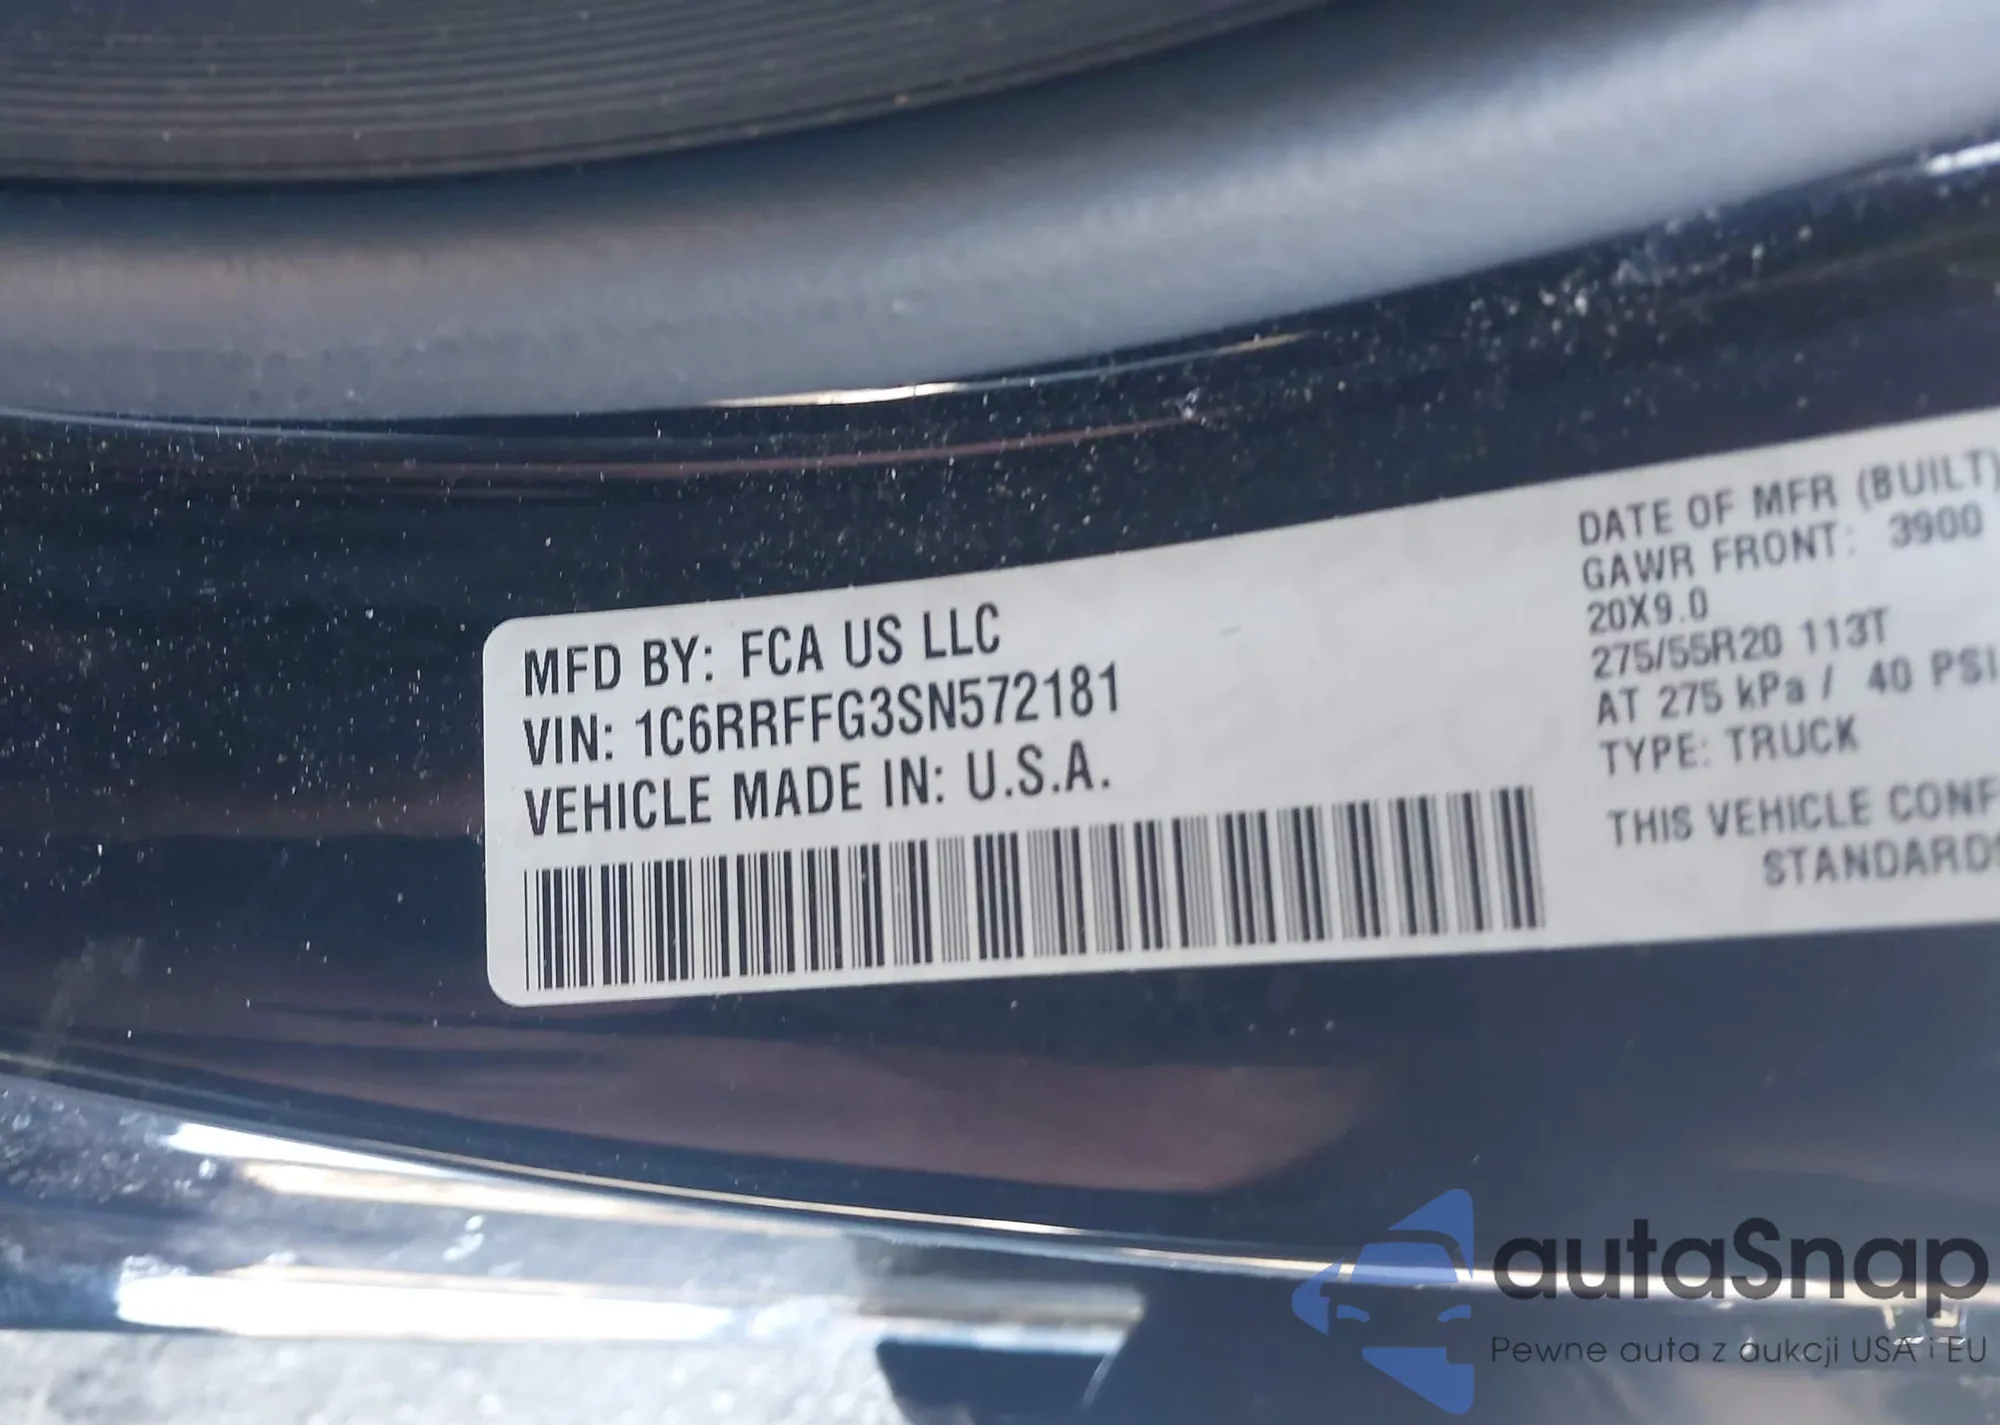 MFD BY: FCA US LLC
VIN: 1C6RRFFG3SN572181
VEHICLE MADE IN: U.S.A.
DATE OF MFR (BUILT)
GAWR FRONT: 3900
20X9.0
275/55R20 113T
AT 275 kPa / 40 PSI
TYPE: TRUCK
THIS VEHICLE CONF
STANDARDS
autaSnap
Pewne auta z aukcji USA i EU